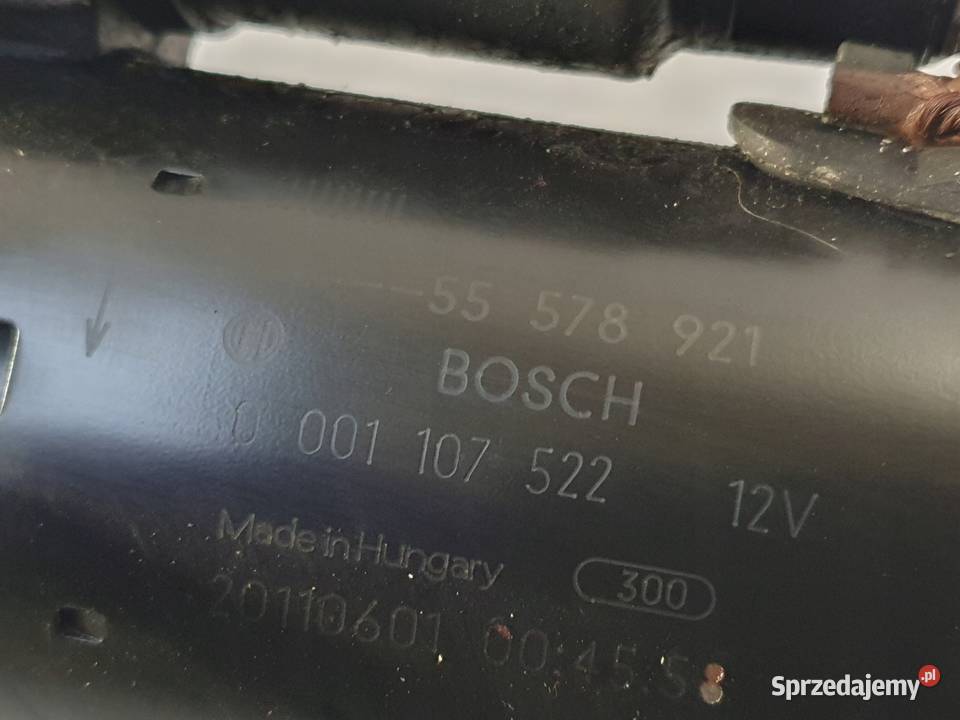 55 578 921
BOSCH
0 001 107 522 12V
Made in Hungary 300
20110601 00:45:5
Sprzedajemy.pl